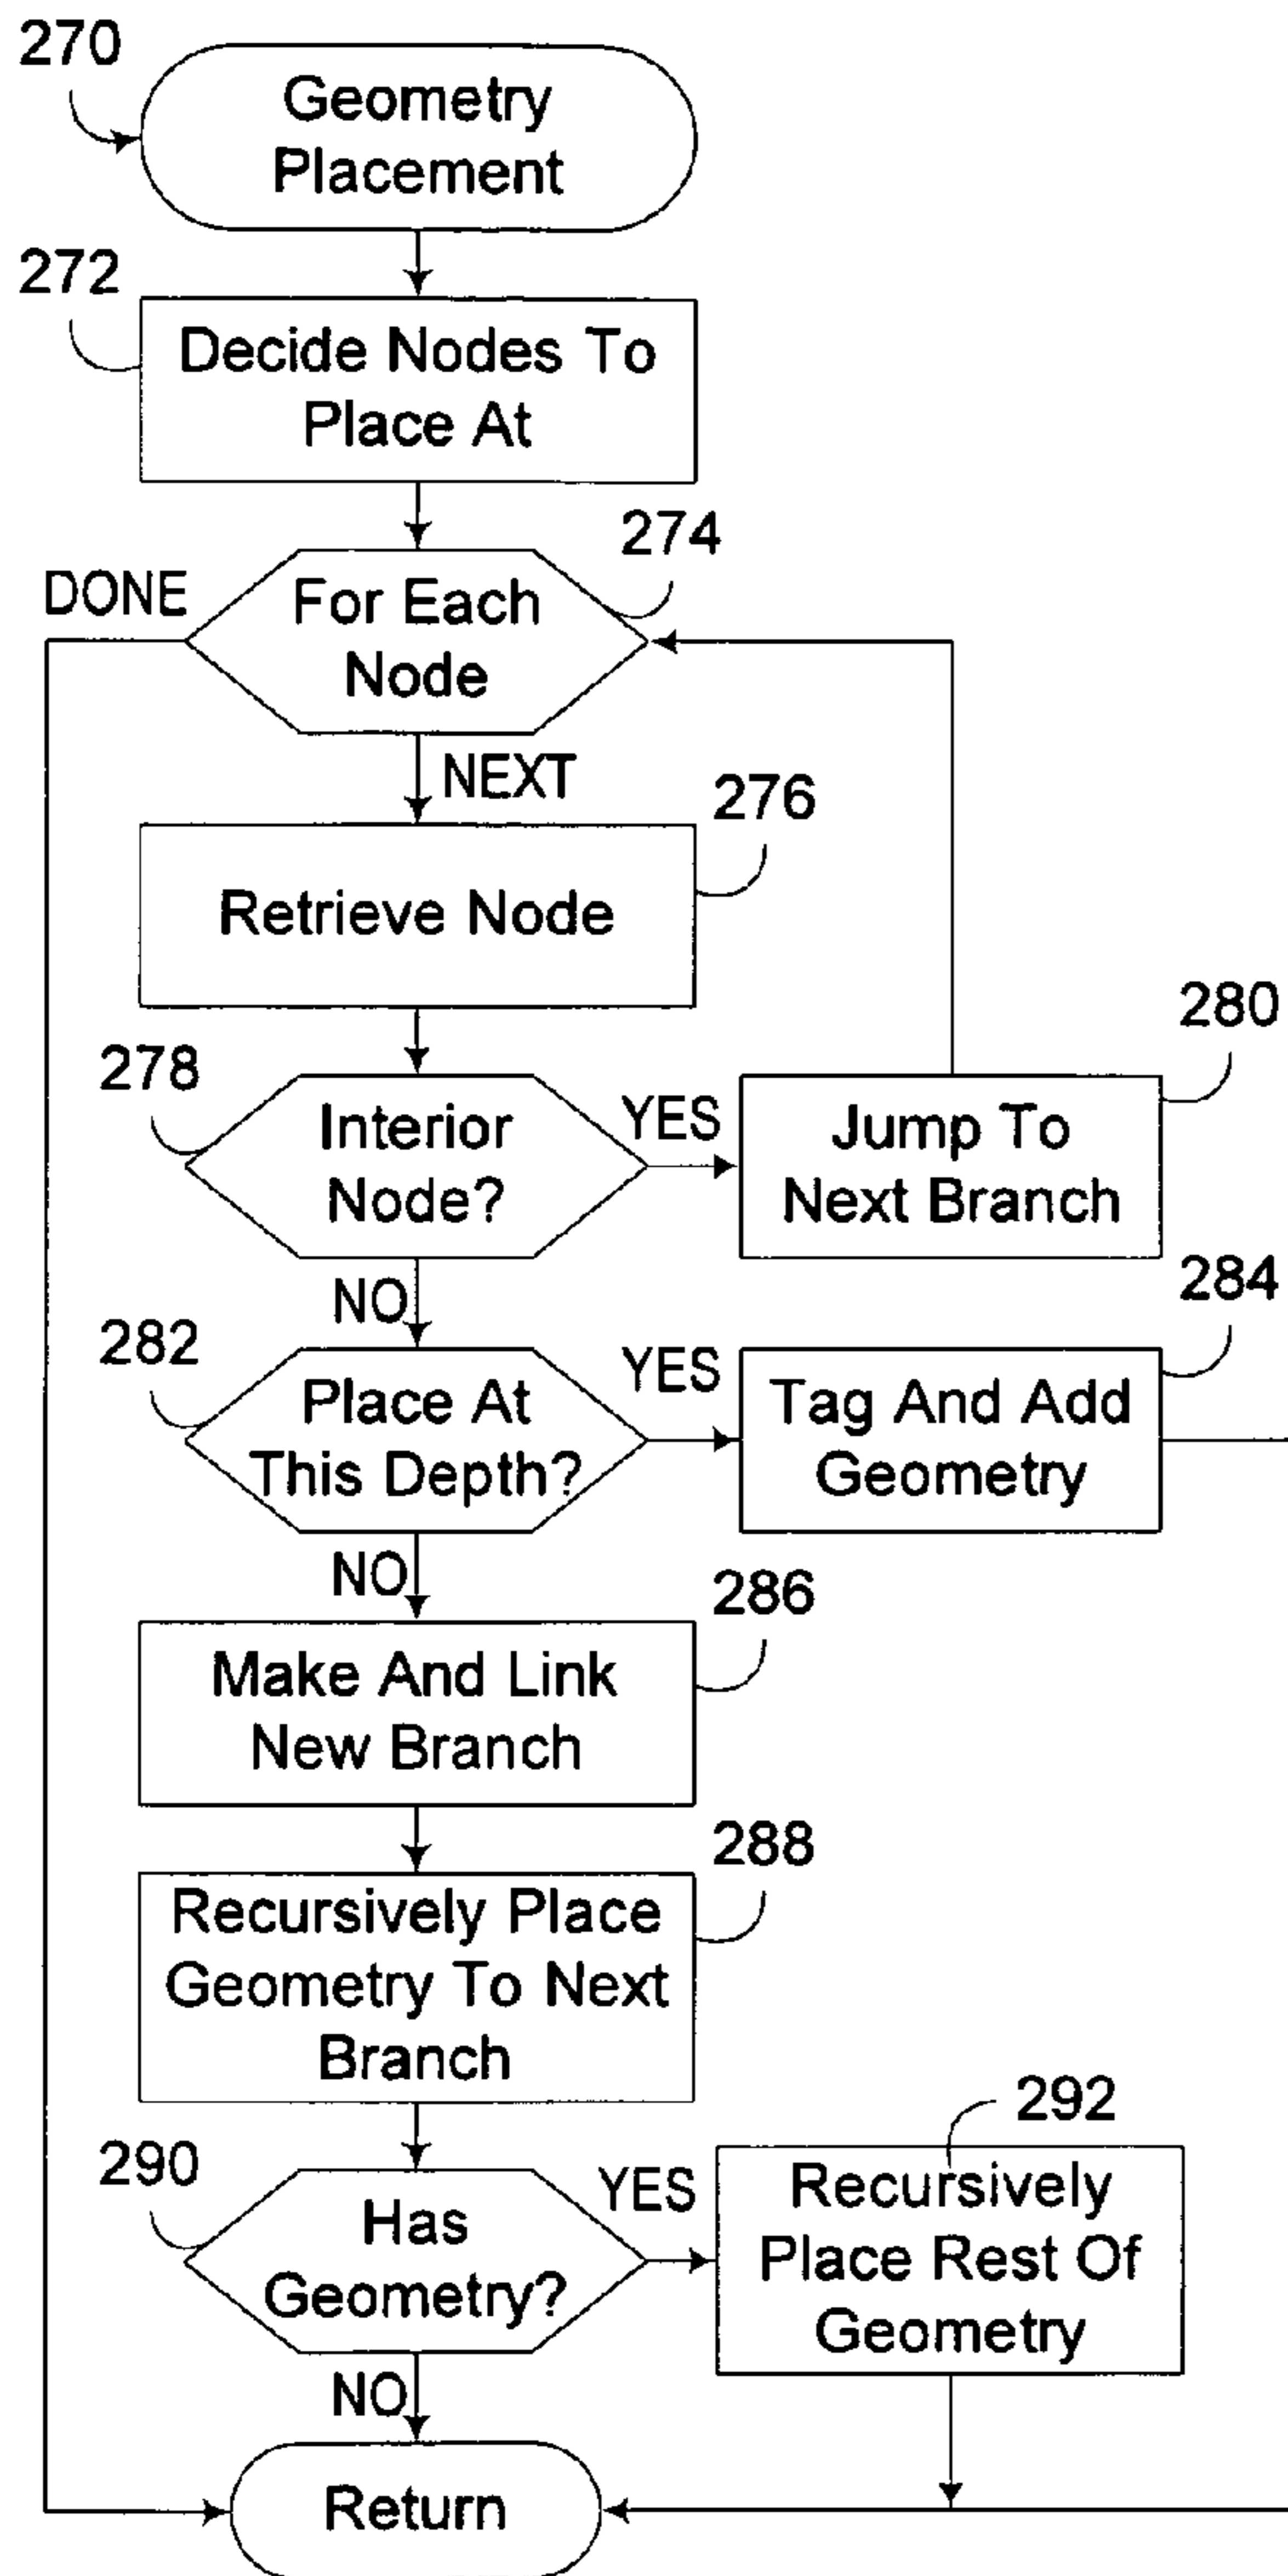 270
Geometry
Placement
272
Decide Nodes To
Place At
274
DONE
For Each
Node
NEXT
276
Retrieve Node
278
Interior
Node?
YES
280
Jump To
Next Branch
NO
282
Place At
This Depth?
YES
284
Tag And Add
Geometry
NO
286
Make And Link
New Branch
288
Recursively Place
Geometry To Next
Branch
290
Has
Geometry?
YES
292
Recursively
Place Rest Of
Geometry
NO
Return